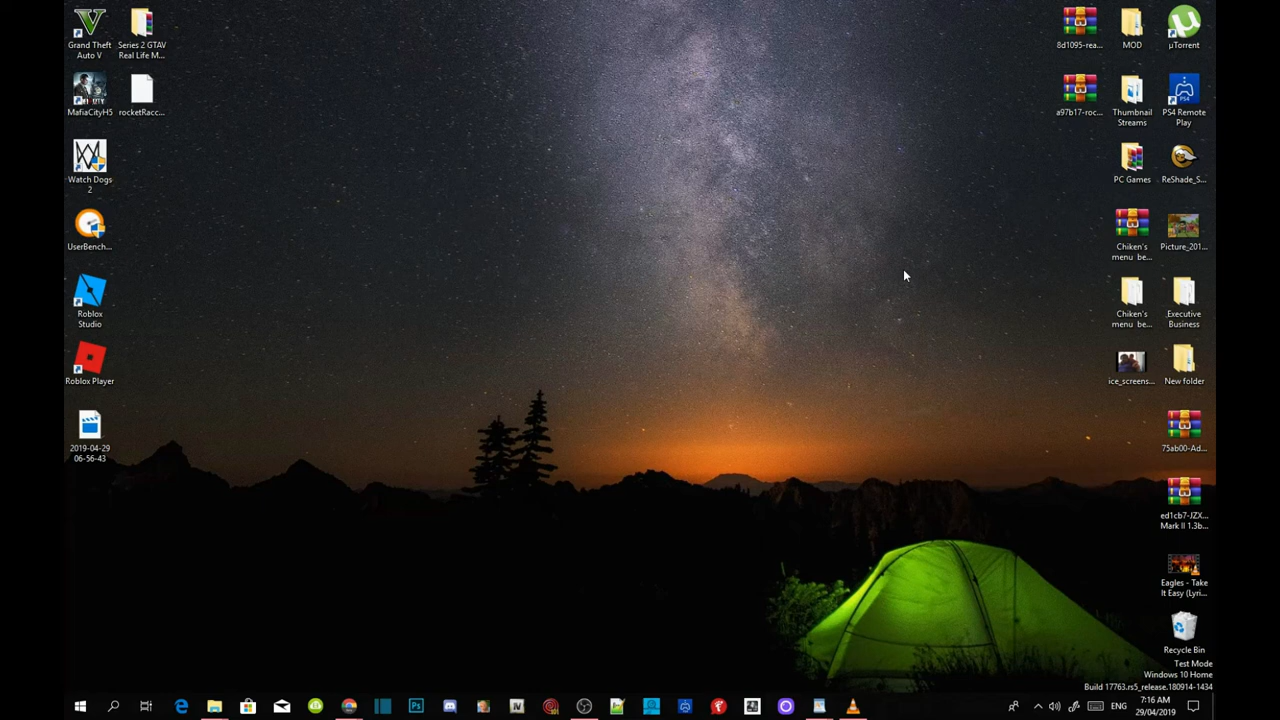 Grand Theft
Auto V
Series 2 GTAV
Real Life M...
MafiaCityH5
rocketRacc...
Watch Dogs
2
UserBench...
Roblox
Studio
Roblox Player
2019-04-29
06-56-43
8d1095-rea...
MOD
µTorrent
a97b17-roc...
Thumbnail
Streams
PS4 Remote
Play
PC Games
ReShade_S...
Chiken's
menu be...
Picture_201...
Chiken's
menu be...
Executive
Business
ice_screens...
New folder
75ab00-Ad...
ed1cb7-JZX...
Mark II 1.3b...
Eagles - Take
It Easy (Lyri...
Recycle Bin
Test Mode
Windows 10 Home
Build 17763.rs5_release.180914-1434
ENG
7:16 AM
29/04/2019